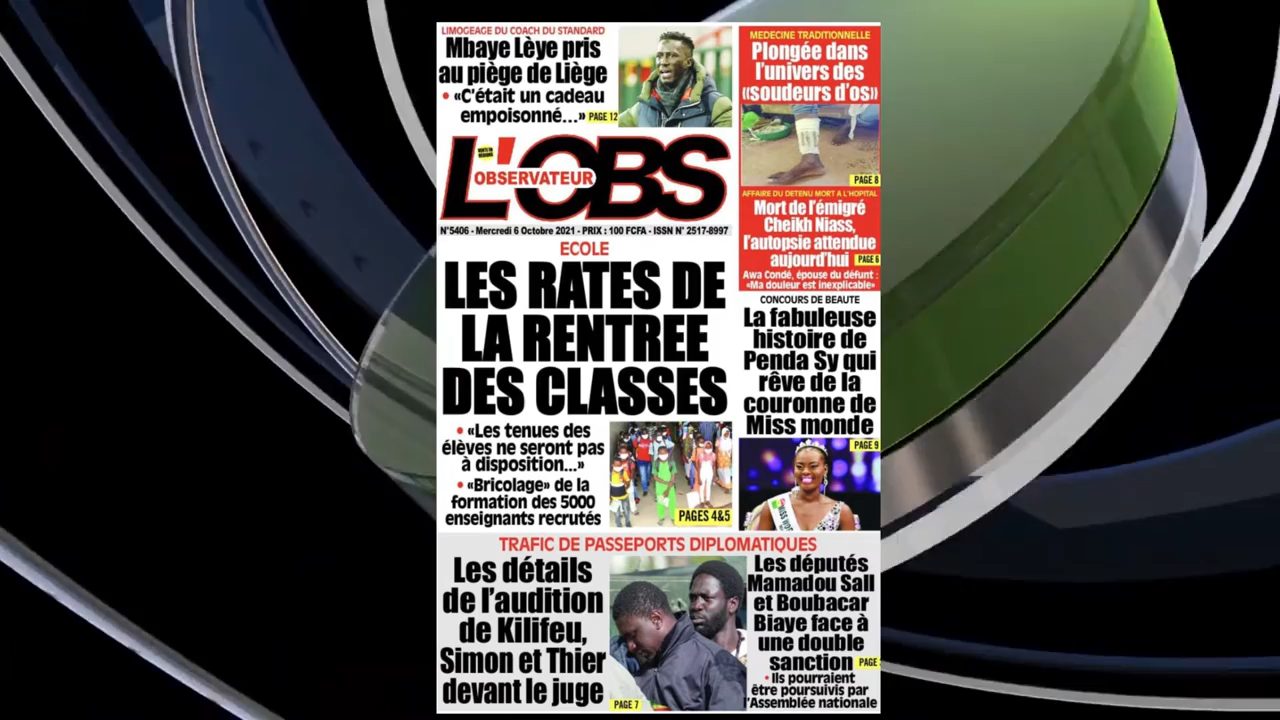 LIMOGEAGE DU COACH DU STANDARD
Mbaye Lèye pris
au piège de Liège
• «C'était un cadeau
empoisonné...» PAGE 12
L'OBS
OBSERVATEUR
N°5406 - Mercredi 6 Octobre 2021 - PRIX : 100 FCFA - ISSN N° 2517-8997
ECOLE
LES RATES DE
LA RENTREE
DES CLASSES
• «Les tenues des
élèves ne seront pas
à disposition...»
• «Bricolage» de la
formation des 5000
enseignants recrutés
PAGES 4&5
MEDECINE TRADITIONNELLE
Plongée dans
l'univers des
«soudeurs d'os»
PAGE 8
AFFAIRE DU DETENU MORT A L'HOPITAL
Mort de l'émigré
Cheikh Niass,
l'autopsie attendue
aujourd'hui PAGE 6
Awa Condé, épouse du défunt :
«Ma douleur est inexplicable»
CONCOURS DE BEAUTE
La fabuleuse
histoire de
Penda Sy qui
rêve de la
couronne de
Miss monde
PAGE 9
TRAFIC DE PASSEPORTS DIPLOMATIQUES
Les détails
de l'audition
de Kilifeu,
Simon et Thier
devant le juge
PAGE 7
Les députés
Mamadou Sall
et Boubacar
Biaye face à
une double
sanction PAGE
• Ils pourraient
être poursuivis par
l'Assemblée nationale